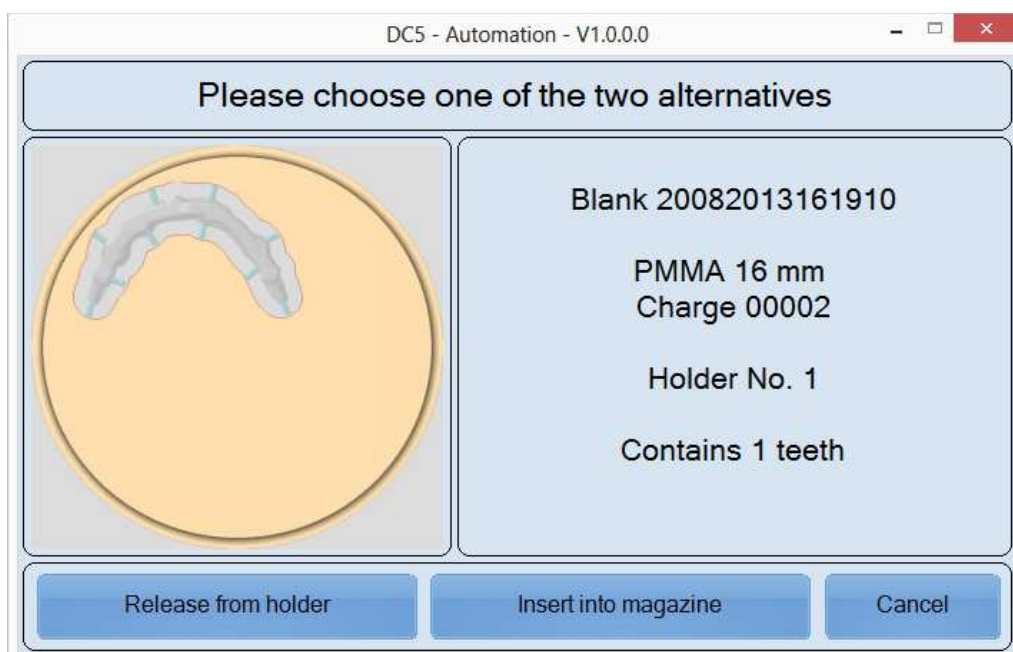 DC5 - Automation - V1.0.0.0
Please choose one of the two alternatives
Blank 20082013161910
PMMA 16 mm
Charge 00002
Holder No. 1
Contains 1 teeth
Release from holder
Insert into magazine
Cancel